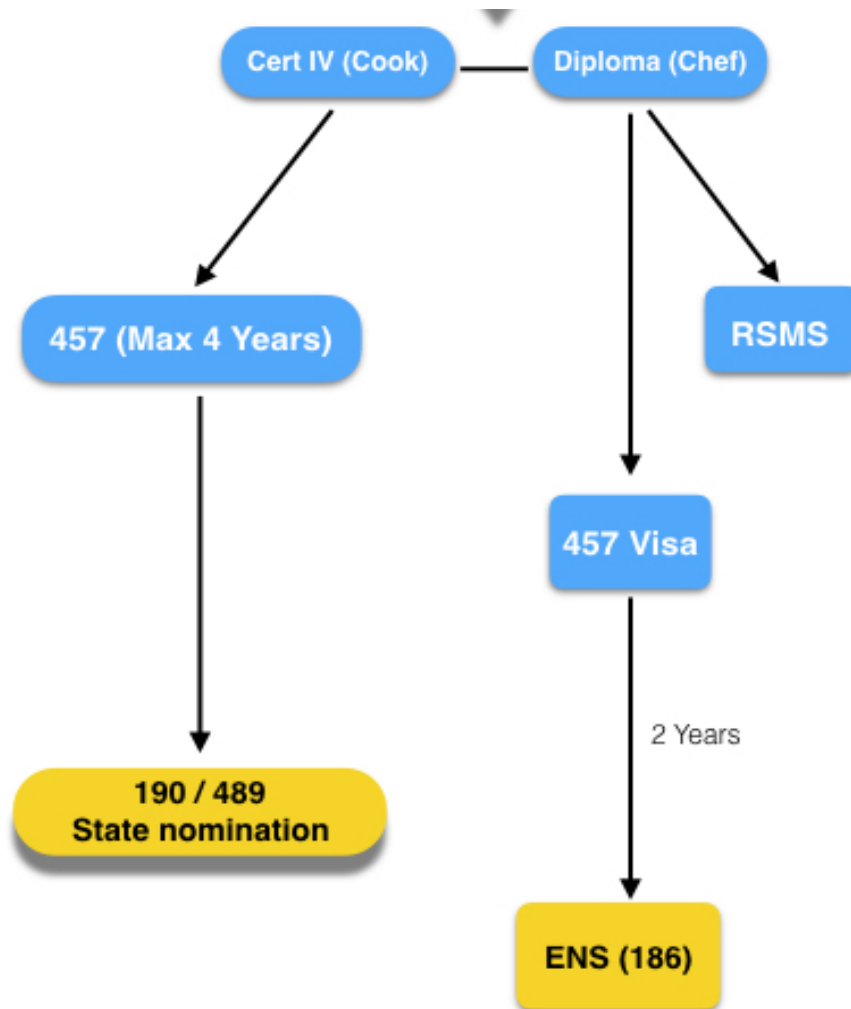 Cert IV (Cook)
Diploma (Chef)
457 (Max 4 Years)
RSMS
457 Visa
2 Years
190 / 489
State nomination
ENS (186)